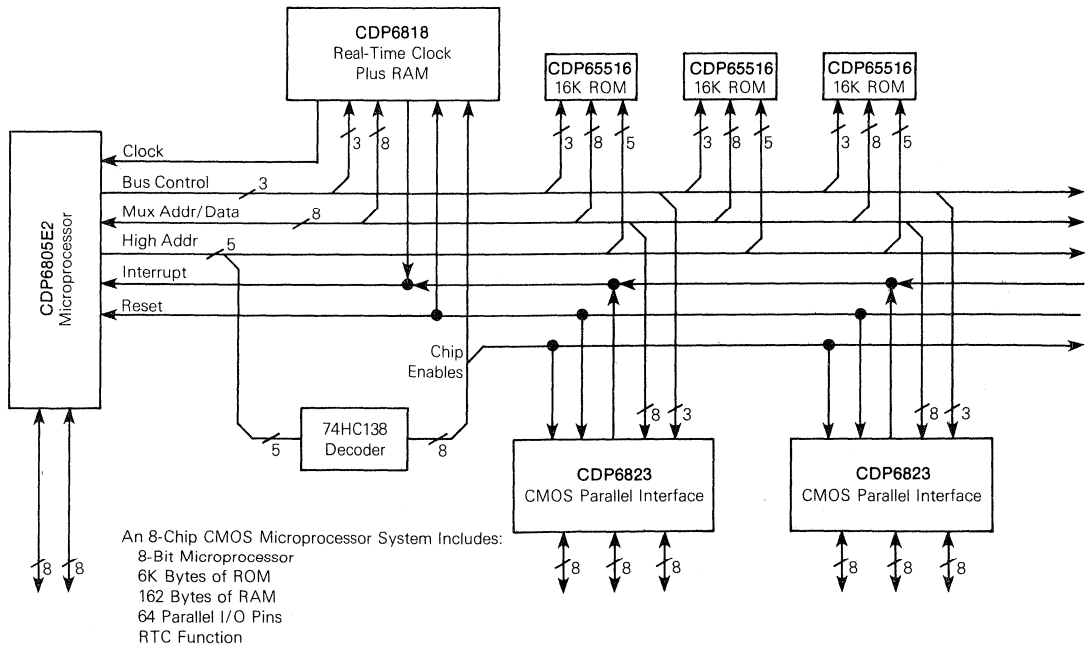 CDP6818
Real-Time Clock
Plus RAM
CDP65516
16K ROM
CDP65516
16K ROM
CDP65516
16K ROM
3
8
3
8
5
3
8
5
3
8
5
CDP6805E2
Microprocessor
Clock
Bus Control
3
Mux Addr/Data
8
High Addr
5
Interrupt
Reset
Chip
Enables
8
3
8
3
74HC138
Decoder
5
8
CDP6823
CMOS Parallel Interface
CDP6823
CMOS Parallel Interface
8
8
8
8
8
8
8
8
An 8-Chip CMOS Microprocessor System Includes:
8-Bit Microprocessor
6K Bytes of ROM
162 Bytes of RAM
64 Parallel I/O Pins
RTC Function